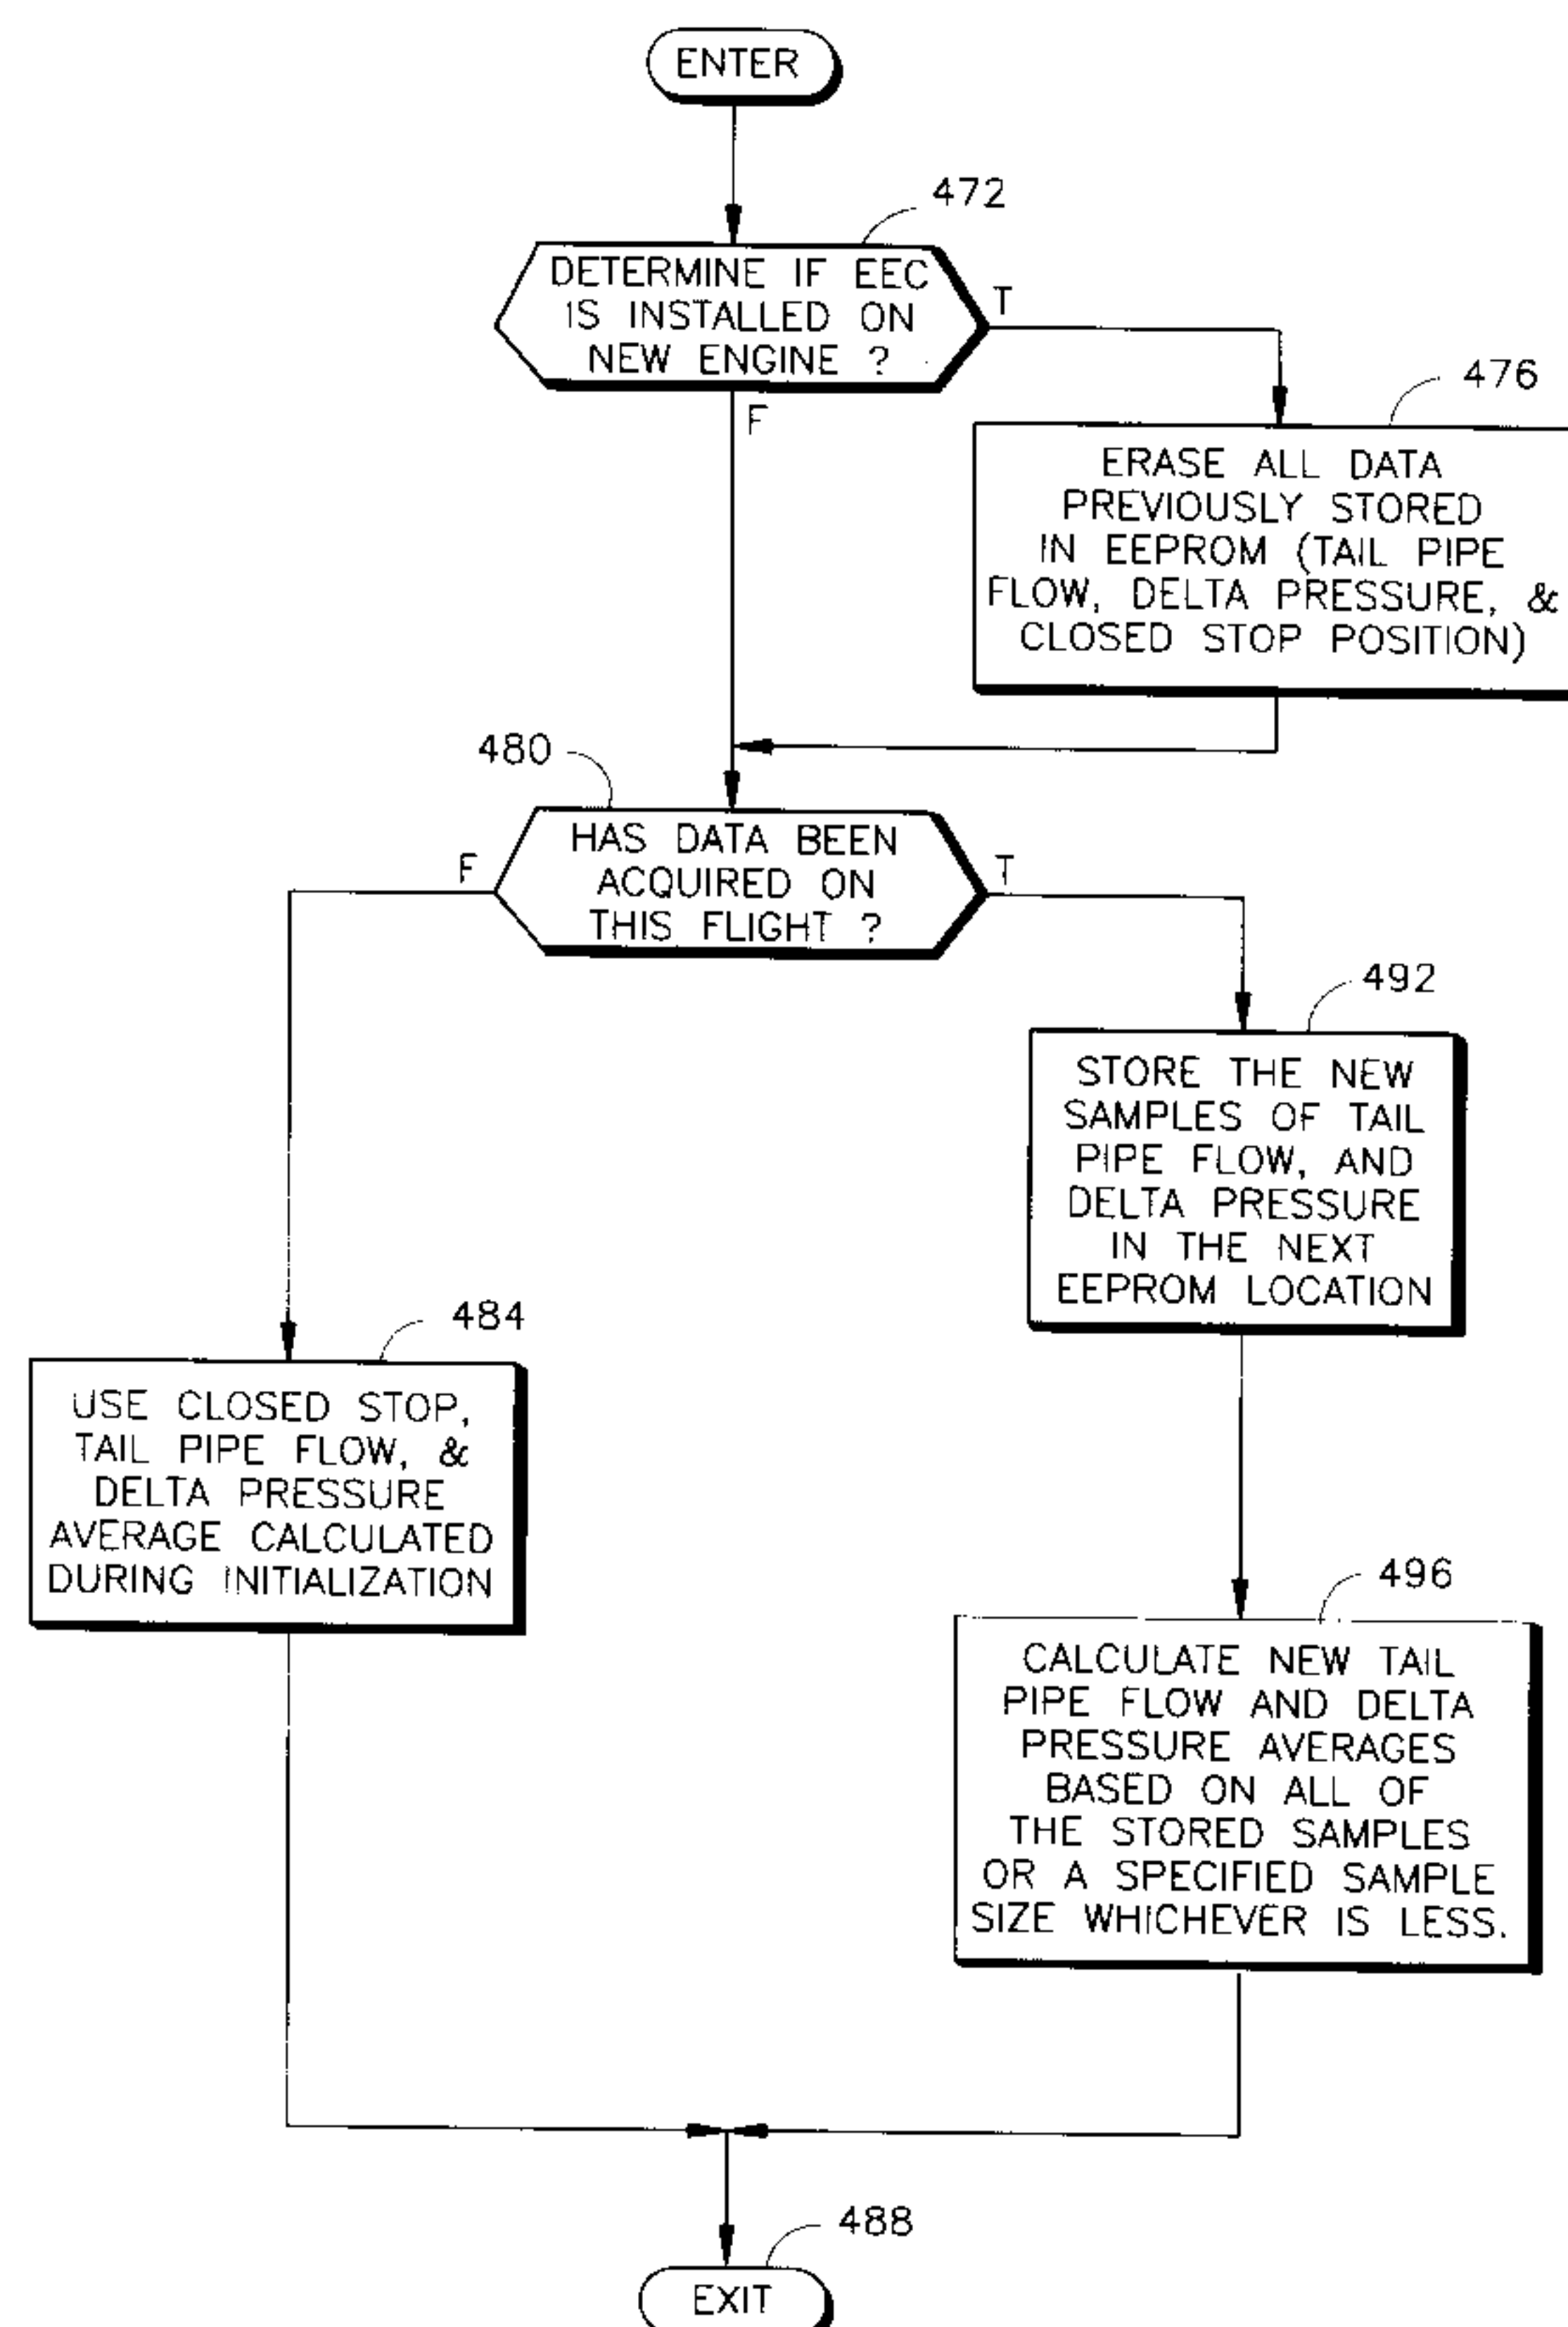 ENTER
472
DETERMINE IF EEC
IS INSTALLED ON
NEW ENGINE ?
T
F
476
ERASE ALL DATA
PREVIOUSLY STORED
IN EEPROM (TAIL PIPE
FLOW, DELTA PRESSURE, &
CLOSED STOP POSITION)
480
HAS DATA BEEN
ACQUIRED ON
THIS FLIGHT ?
F
T
492
STORE THE NEW
SAMPLES OF TAIL
PIPE FLOW, AND
DELTA PRESSURE
IN THE NEXT
EEPROM LOCATION
484
USE CLOSED STOP,
TAIL PIPE FLOW, &
DELTA PRESSURE
AVERAGE CALCULATED
DURING INITIALIZATION
496
CALCULATE NEW TAIL
PIPE FLOW AND DELTA
PRESSURE AVERAGES
BASED ON ALL OF
THE STORED SAMPLES
OR A SPECIFIED SAMPLE
SIZE WHICHEVER IS LESS.
488
EXIT